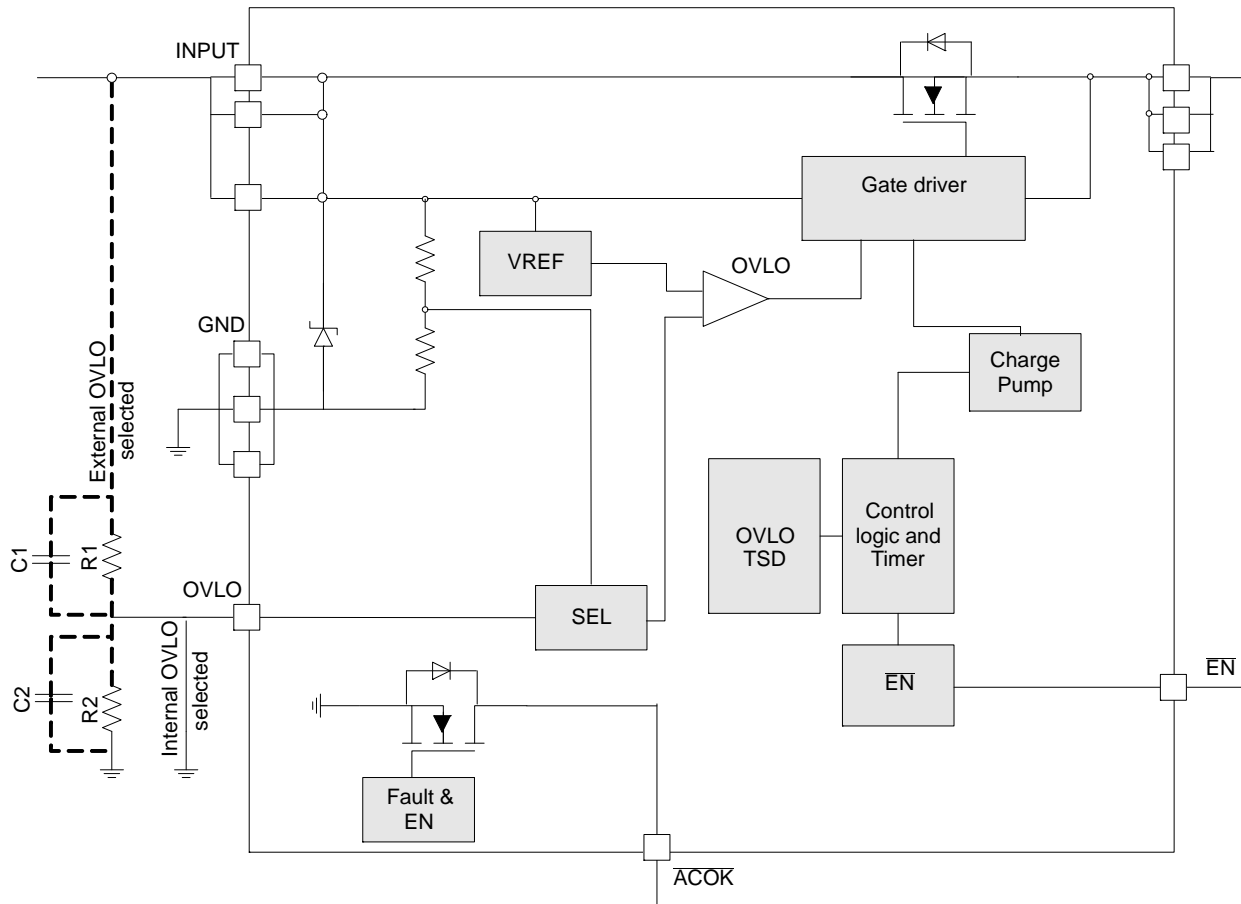 INPUT
Gate driver
VREF
OVLO
GND
Charge
Pump
External OVLO
selected
Control
logic and
Timer
OVLO
TSD
C1
R1
OVLO
SEL
EN
EN
C2
R2
Internal OVLO
selected
Fault &
EN
ACOK